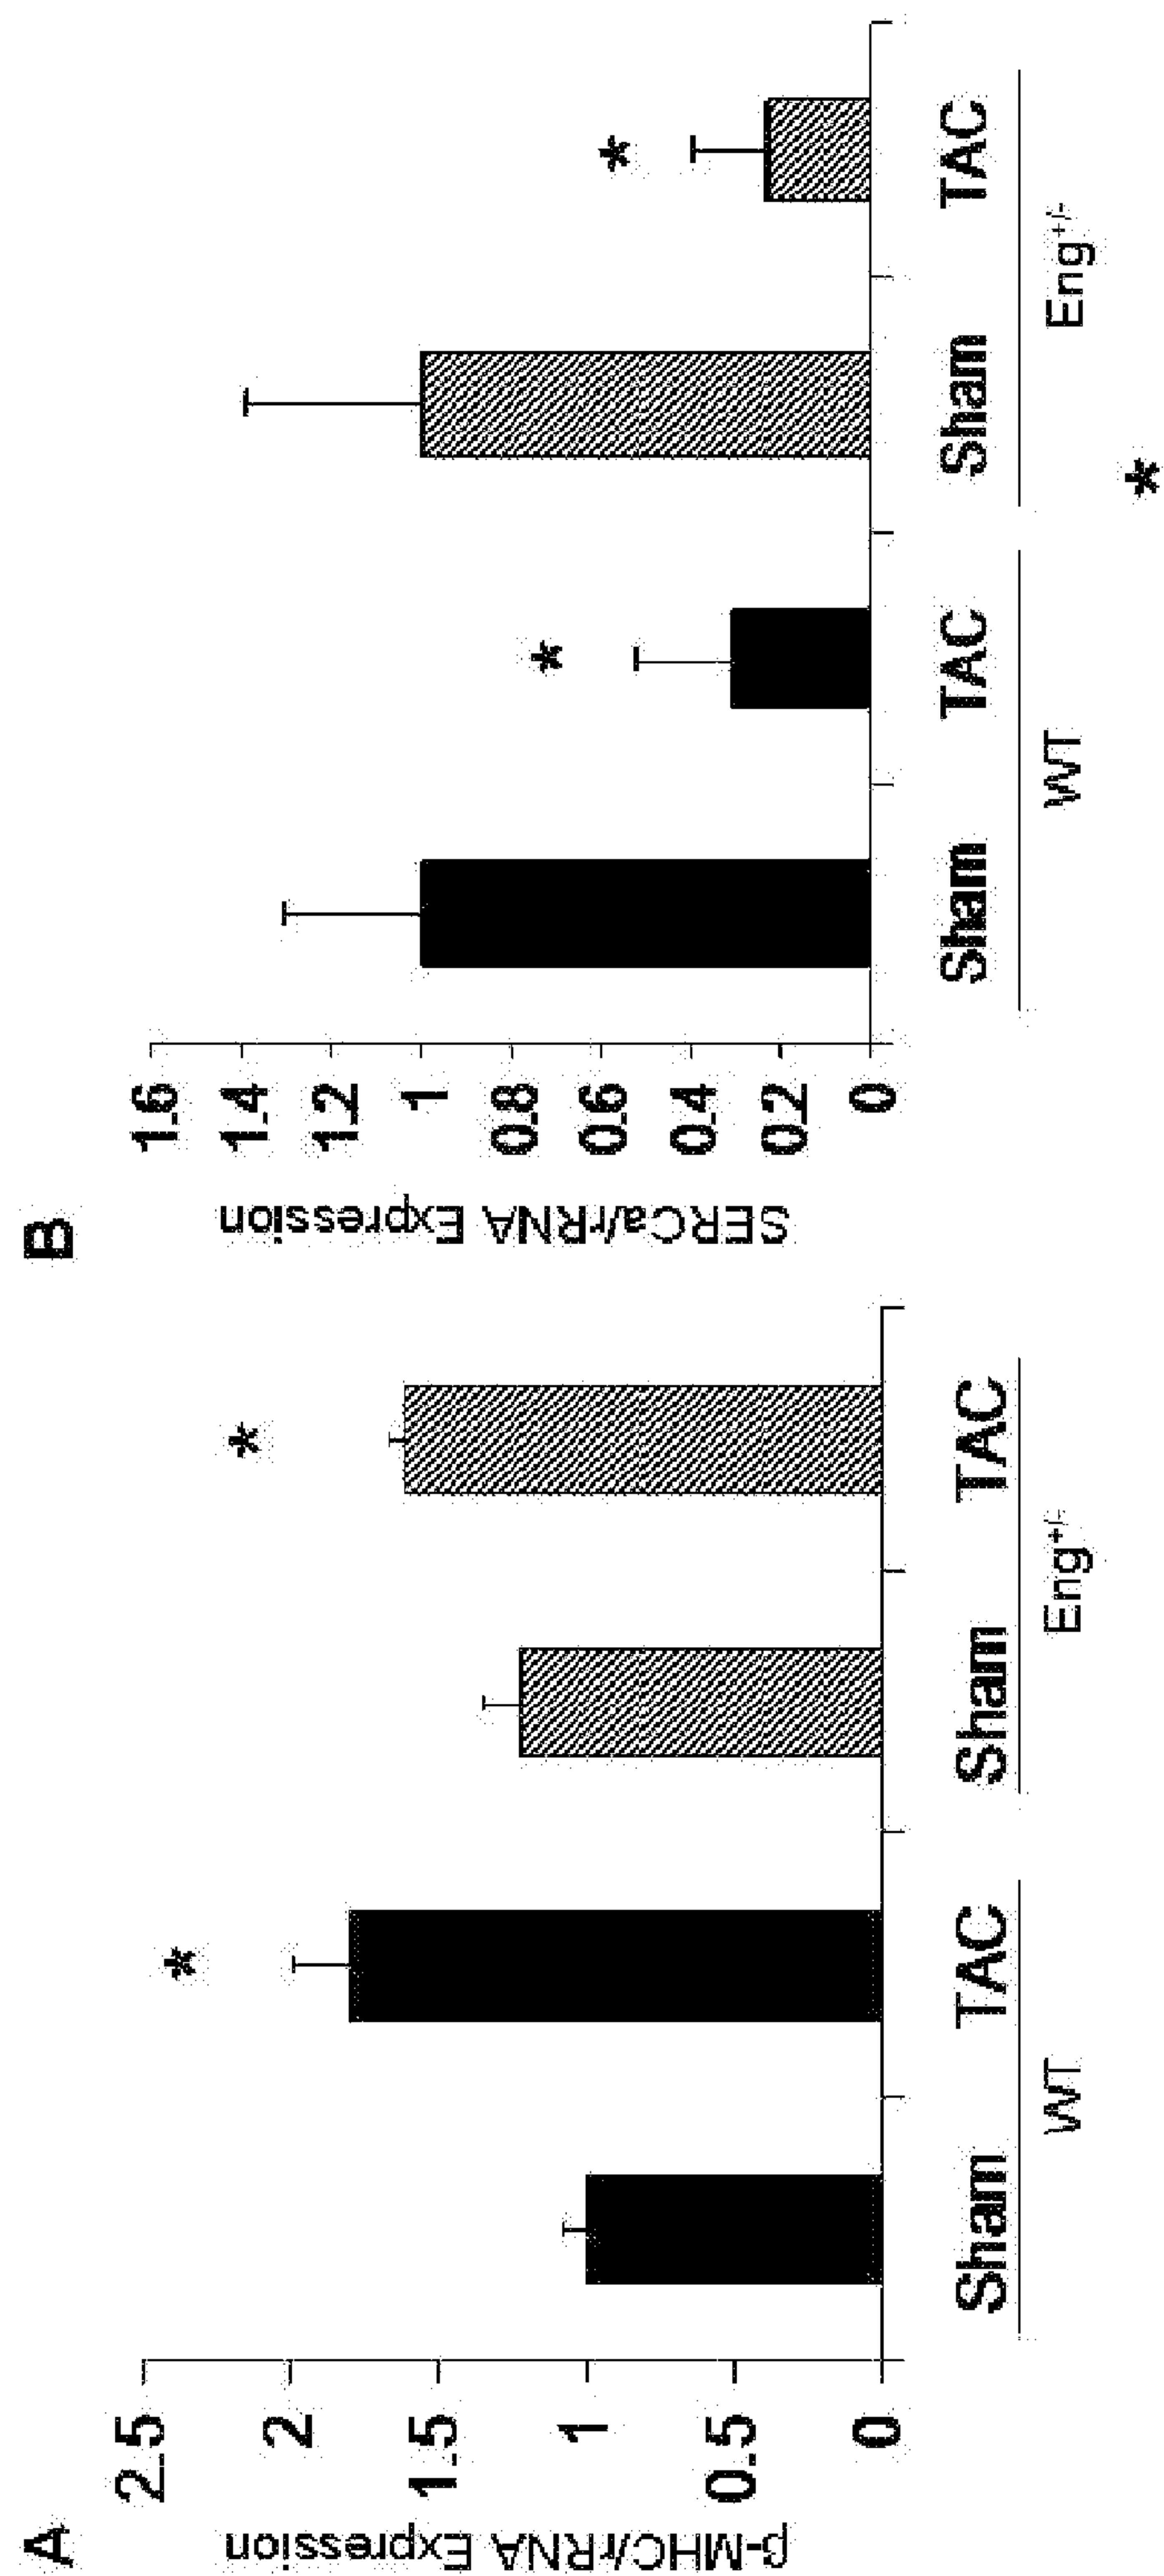 A
β-MHC/rRNA Expression
2.5
2
1.5
1
0.5
0
Sham TAC Sham TAC
WT Eng+/-
* *
B
SERCa/rRNA Expression
1.6
1.4
1.2
1
0.8
0.6
0.4
0.2
0
Sham TAC Sham TAC
WT Eng+/-
* *
*